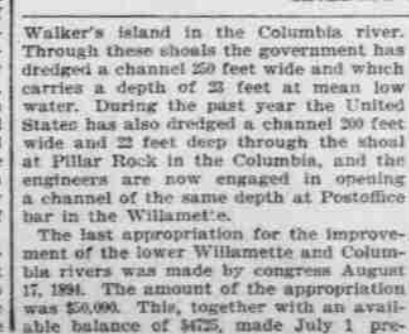 Walker's island in the Columbia river.
Through these shoals the government has
dredged a channel 250 feet wide and which
carries a depth of 23 feet at mean low
water. During the past year the United
States has also dredged a channel 200 feet
wide and 22 feet deep through the shoal
at Pillar Rock in the Columbia, and the
engineers are now engaged in opening
a channel of the same depth at Postoffice
bar in the Willamette.
The last appropriation for the improve-
ment of the lower Willamette and Colum-
bia rivers was made by congress August
17, 1894. The amount of the appropriation
was $50,000. This, together with an avail-
able balance of $4725, made July 1 pre-